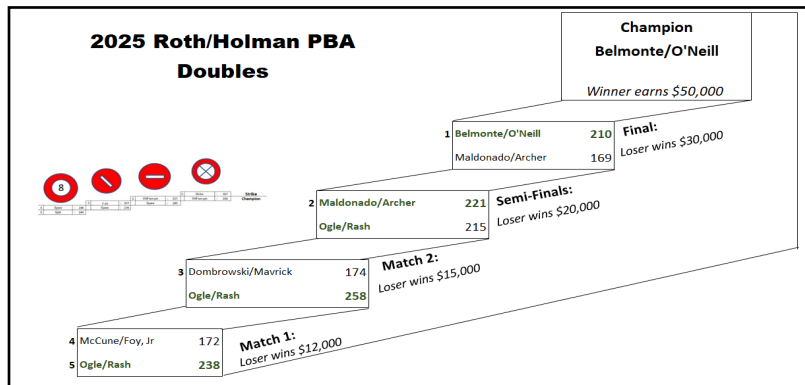 2025 Roth/Holman PBA
Doubles
Champion
Belmonte/O'Neill
Winner earns $50,000
1 Belmonte/O'Neill 210
Maldonado/Archer 169
Final:
Loser wins $30,000
2 Maldonado/Archer 221
Ogle/Rash 215
Semi-Finals:
Loser wins $20,000
3 Dombrowski/Mavrick 174
Ogle/Rash 258
Match 2:
Loser wins $15,000
4 McCune/Foy, Jr 172
5 Ogle/Rash 238
Match 1:
Loser wins $12,000
8
Strike
Champion